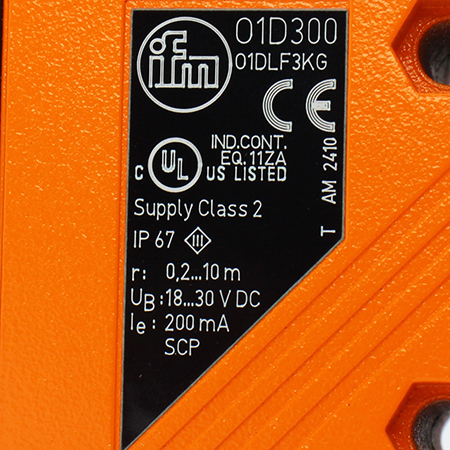 ifm
O1D300
O1DLF3KG
CE
C UL US LISTED
IND.CONT.
EQ. 11ZA
T AM 2410
Supply Class 2
IP 67 III
r: 0,2...10 m
UB: 18...30 V DC
Ie: 200 mA
SCP